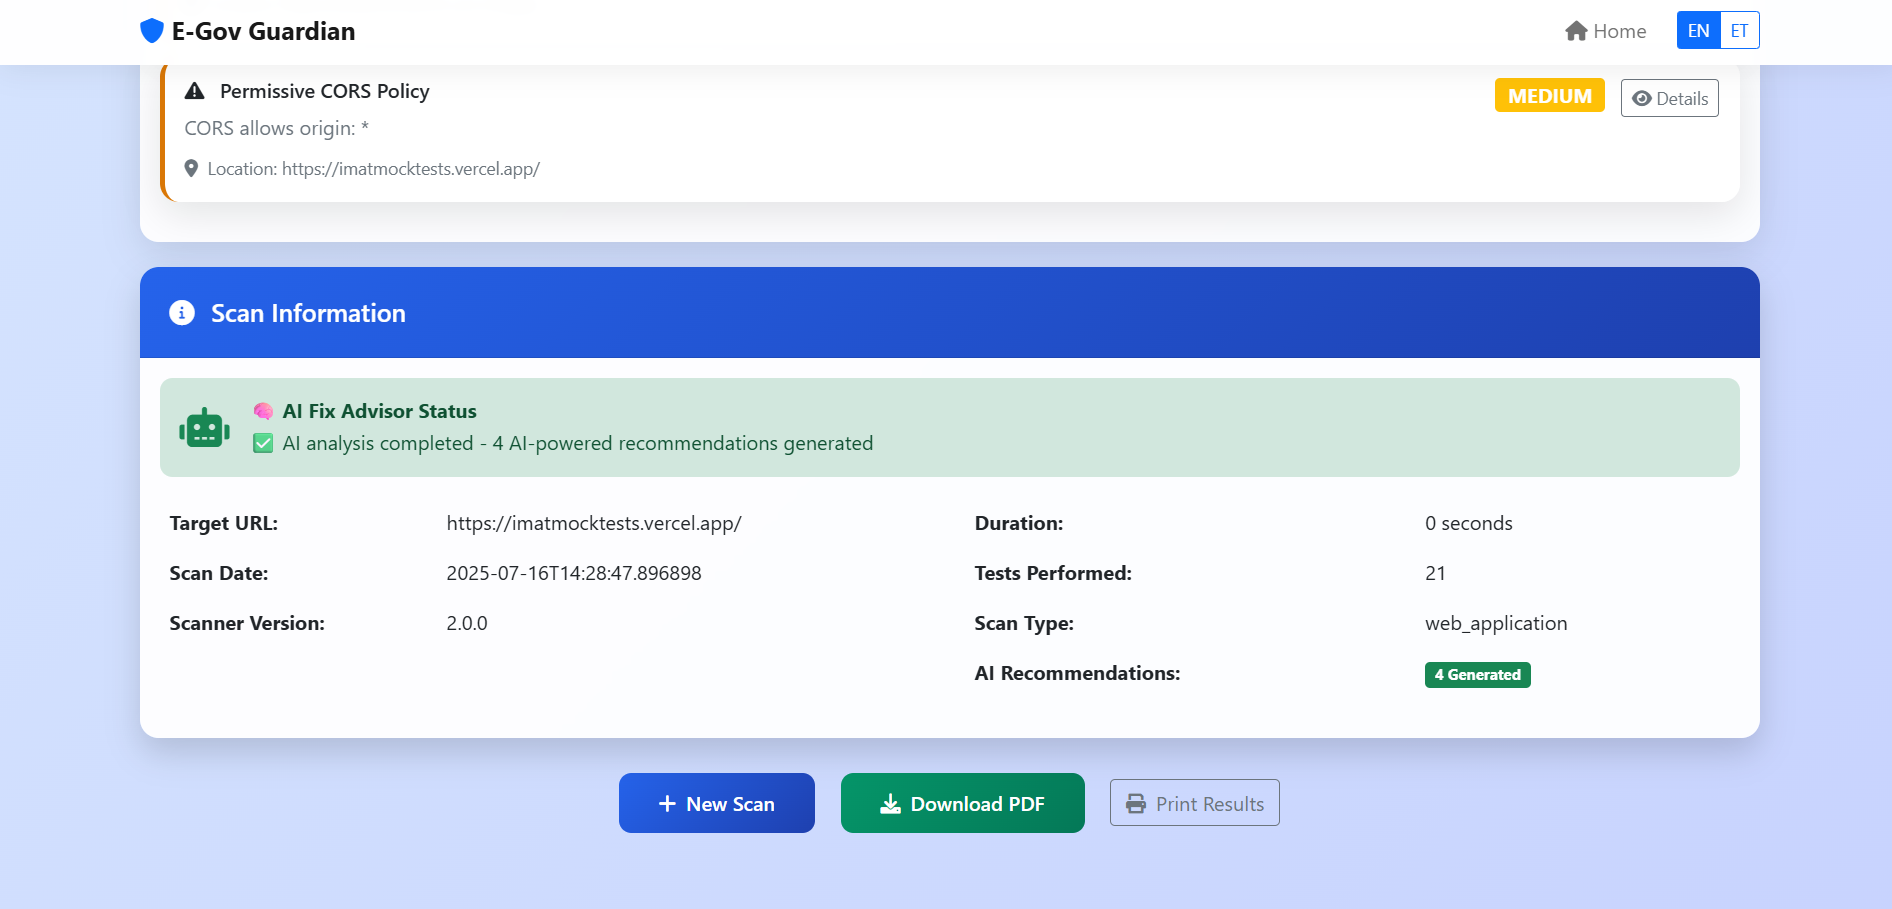 E-Gov Guardian
Home
EN
ET
Permissive CORS Policy
MEDIUM
Details
CORS allows origin: *
Location: https://imatmocktests.vercel.app/
Scan Information
AI Fix Advisor Status
AI analysis completed - 4 AI-powered recommendations generated
Target URL: https://imatmocktests.vercel.app/
Scan Date: 2025-07-16T14:28:47.896898
Scanner Version: 2.0.0
Duration: 0 seconds
Tests Performed: 21
Scan Type: web_application
AI Recommendations: 4 Generated
New Scan
Download PDF
Print Results